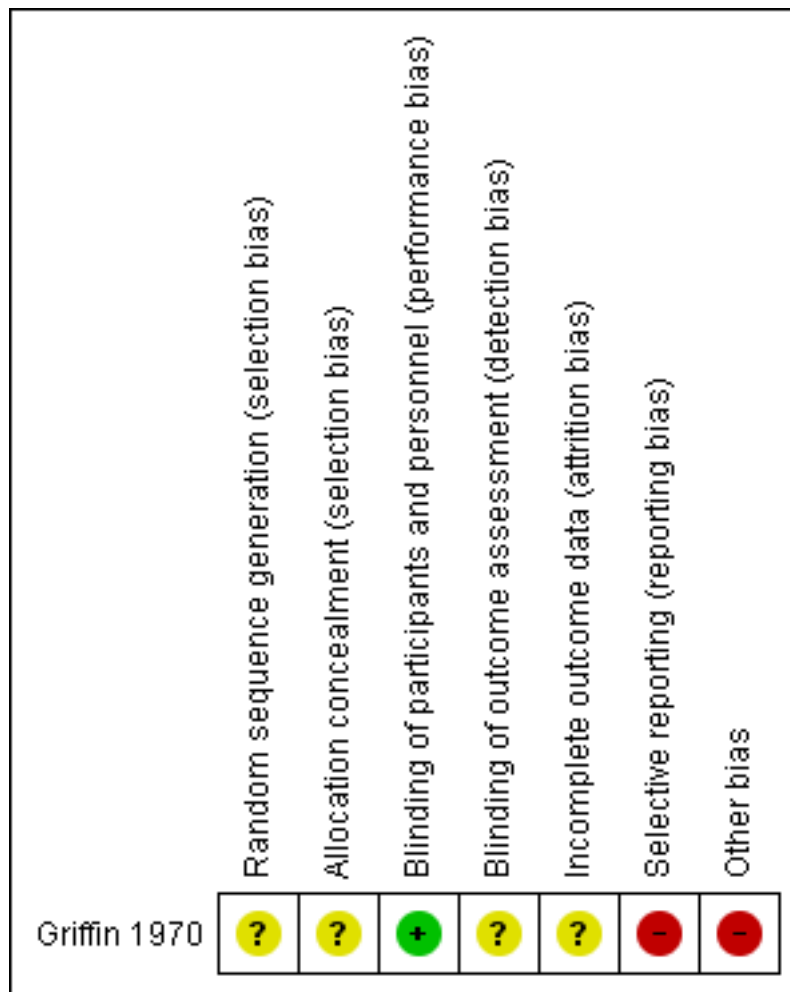 Random sequence generation (selection bias)
Allocation concealment (selection bias)
Blinding of participants and personnel (performance bias)
Blinding of outcome assessment (detection bias)
Incomplete outcome data (attrition bias)
Selective reporting (reporting bias)
Other bias
Griffin 1970 ? ? + ? ? - -